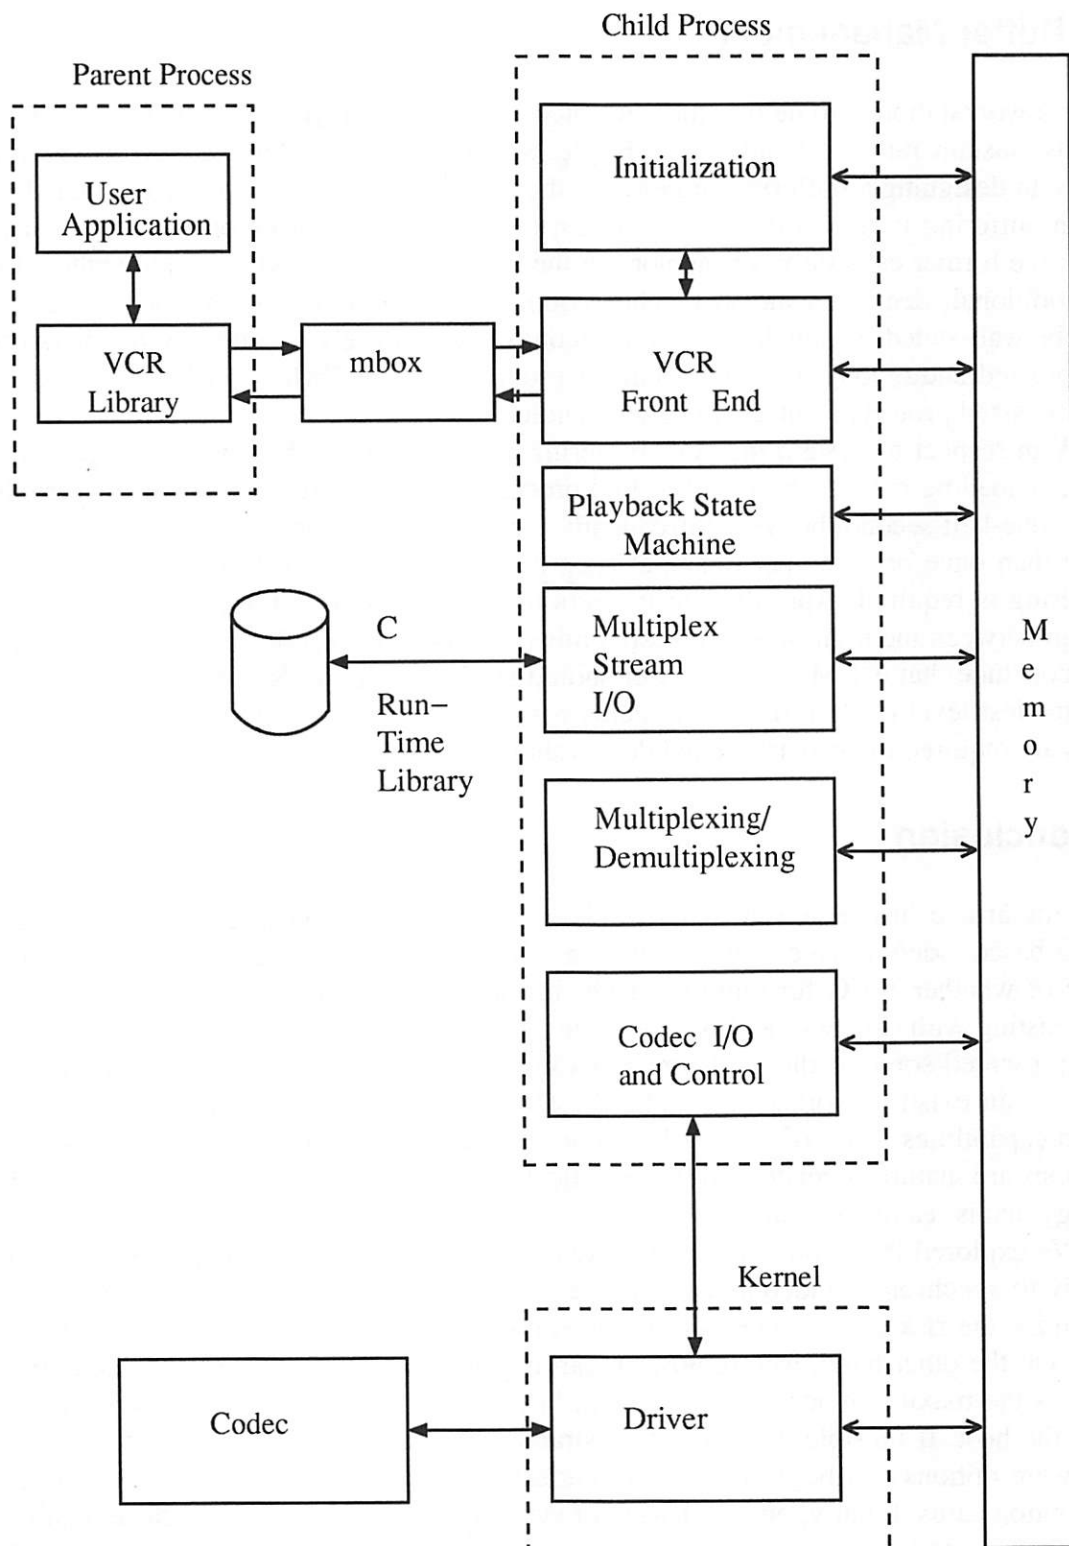 Child Process
Parent Process
Initialization
User
Application
VCR
Library
mbox
VCR
Front End
Playback State
Machine
C
Run-
Time
Library
Multiplex
Stream
I/O
Memory
Multiplexing/
Demultiplexing
Codec I/O
and Control
Kernel
Codec
Driver